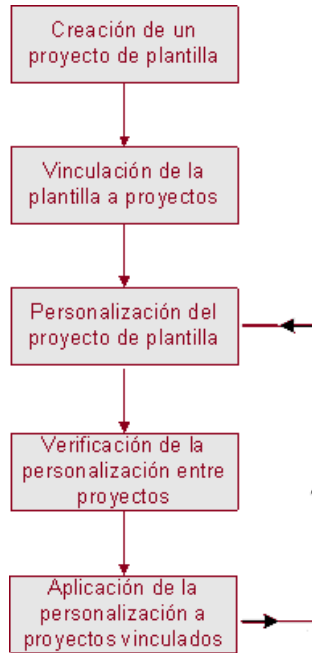 Creación de un
proyecto de plantilla
Vinculación de la
plantilla a proyectos
Personalización del
proyecto de plantilla
Verificación de la
personalización entre
proyectos
Aplicación de la
personalización a
proyectos vinculados